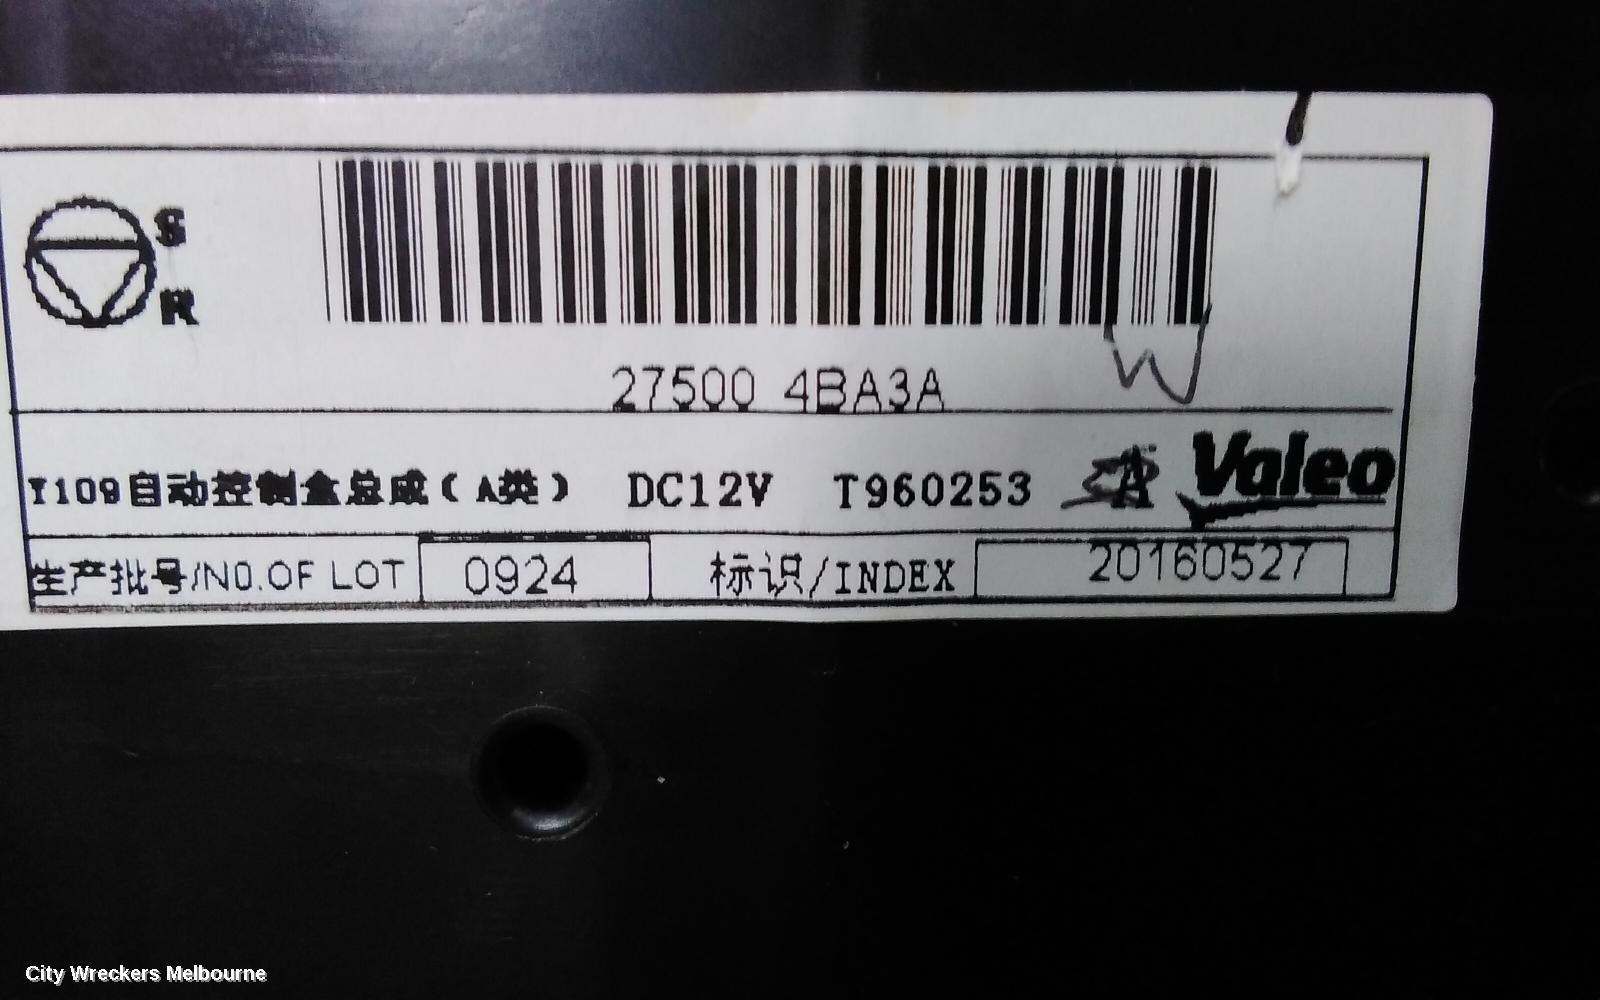 S
R
27500 4BA3A
T109自动控制盒总成(A类) DC12V T960253 A Valeo
生产批号/NO.OF LOT 0924 标识/INDEX 20160527
City Wreckers Melbourne